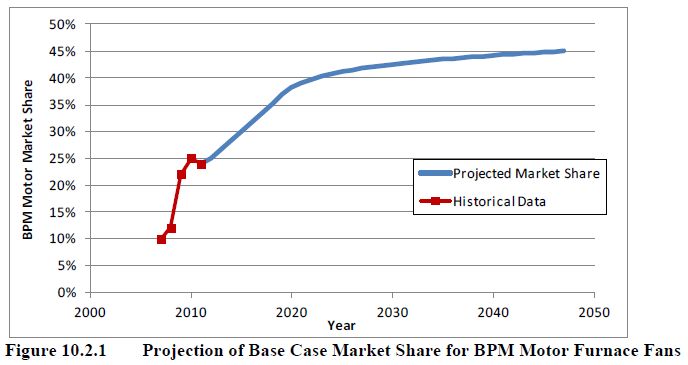 50%
45%
40%
35%
30%
25%
20%
15%
10%
5%
0%
BPM Motor Market Share
Projected Market Share
Historical Data
2000 2010 2020 2030 2040 2050
Year
Figure 10.2.1 Projection of Base Case Market Share for BPM Motor Furnace Fans